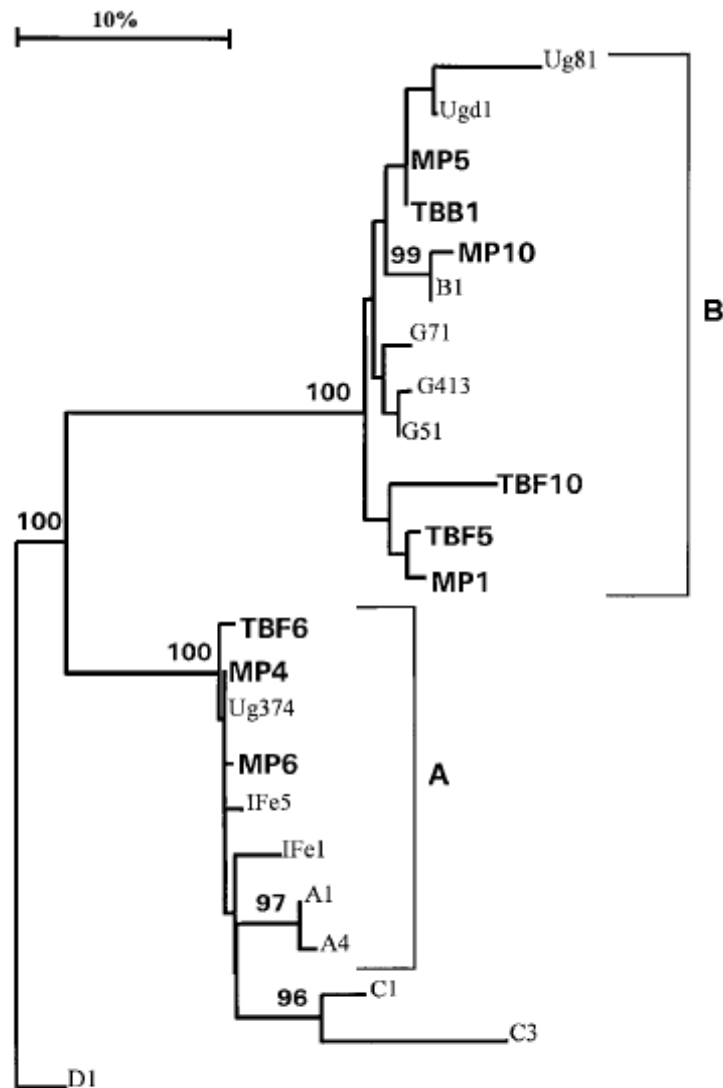 10%
Ug81
Ugd1
MP5
TBB1
99 MP10
B1
B
G71
G413
100
G51
TBF10
100
TBF5
MP1
TBF6
100 MP4
Ug374
MP6
A
IFe5
IFe1
97 A1
A4
96 C1
C3
D1